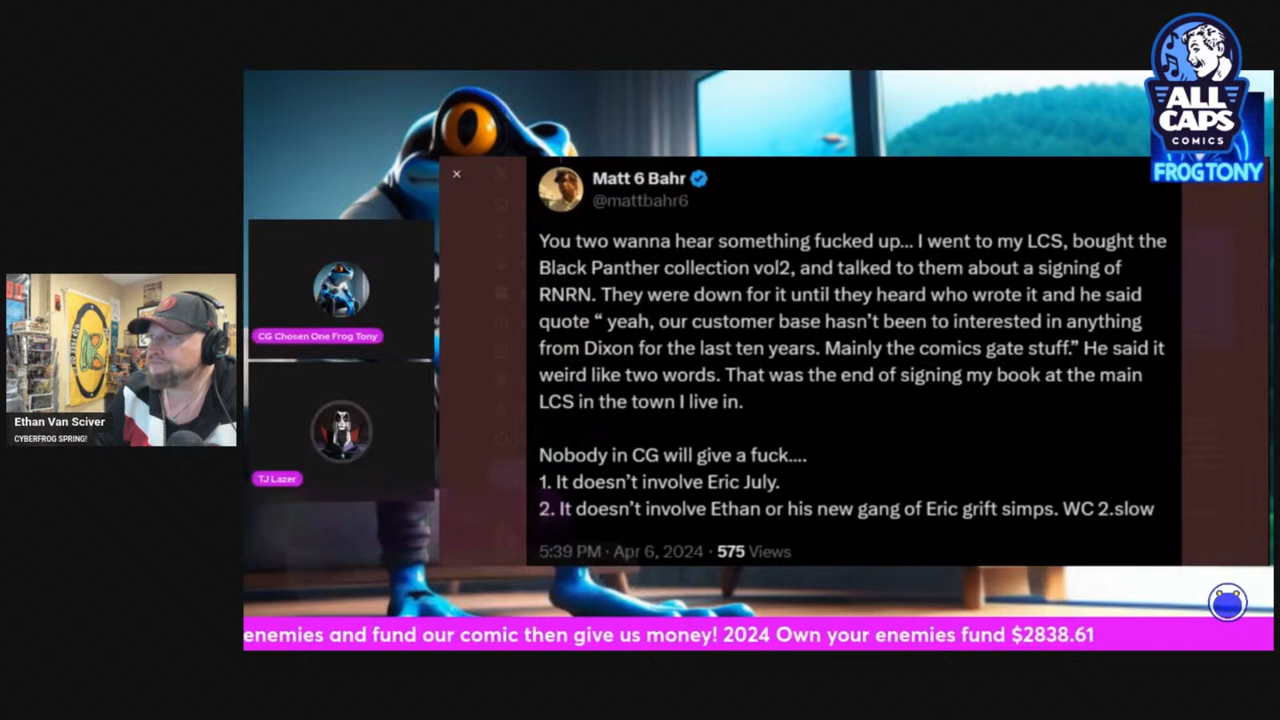 ALL
CAPS
COMICS
FROGTONY
Matt 6 Bahr
@mattbahr6
You two wanna hear something fucked up... I went to my LCS, bought the
Black Panther collection vol2, and talked to them about a signing of
RNRN. They were down for it until they heard who wrote it and he said
quote “ yeah, our customer base hasn’t been to interested in anything
from Dixon for the last ten years. Mainly the comics gate stuff.” He said it
weird like two words. That was the end of signing my book at the main
LCS in the town I live in.
Nobody in CG will give a fuck....
1. It doesn’t involve Eric July.
2. It doesn’t involve Ethan or his new gang of Eric grift simps. WC 2.slow
5:39 PM · Apr 6, 2024 · 575 Views
CG Chosen One Frog Tony
Ethan Van Sciver
CYBERFROG SPRING!
TJ Lazer
enemies and fund our comic then give us money! 2024 Own your enemies fund $2838.61